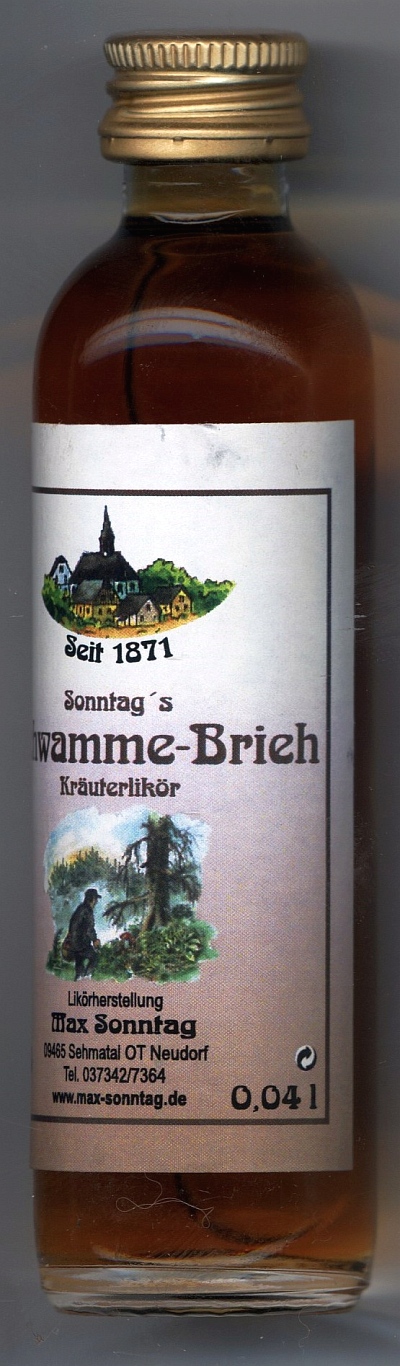 Seit 1871
Sonntag´s
hwamme-Brieh
Kräuterlikör
Likörherstellung
Max Sonntag
09465 Sehmatal OT Neudorf
Tel. 037342/7364
www.max-sonntag.de
0,04 l